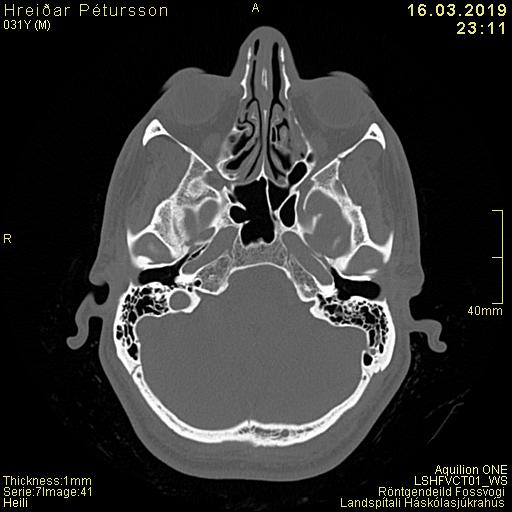 Hreiðar Pétursson
031Y (M)
A
16.03.2019
23:11
R
40mm
Thickness:1mm
Serie:7Image:41
Heili
Aquilion ONE
LSHFVCT01_WS
Röntgendeild Fossvogi
Landspítali Háskólasjúkrahús